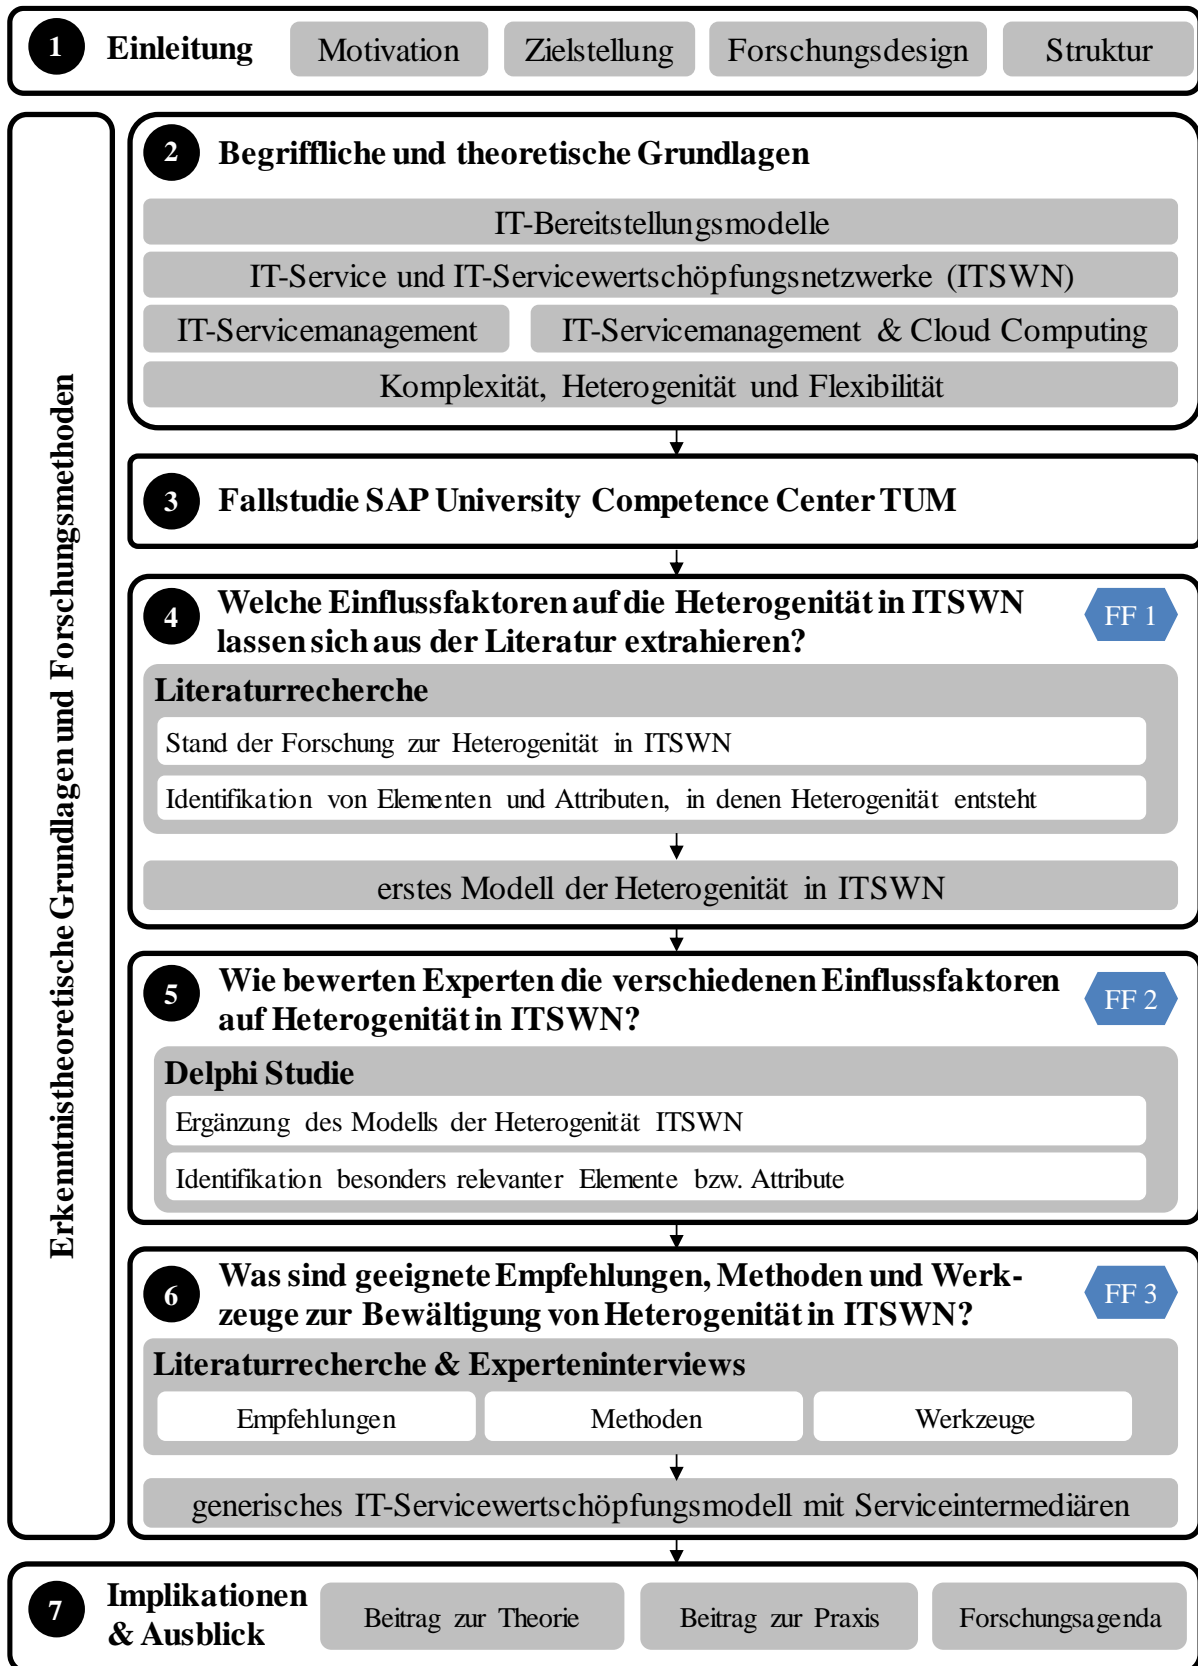 1 Einleitung Motivation Zielstellung Forschungsdesign Struktur
Erkenntnistheoretische Grundlagen und Forschungsmethoden
2 Begriffliche und theoretische Grundlagen
IT-Bereitstellungsmodelle
IT-Service und IT-Servicewertschöpfungsnetzwerke (ITSWN)
IT-Servicemanagement IT-Servicemanagement & Cloud Computing
Komplexität, Heterogenität und Flexibilität
3 Fallstudie SAP University Competence Center TUM
4 Welche Einflussfaktoren auf die Heterogenität in ITSWN
lassen sich aus der Literatur extrahieren?
FF 1
Literaturrecherche
Stand der Forschung zur Heterogenität in ITSWN
Identifikation von Elementen und Attributen, in denen Heterogenität entsteht
erstes Modell der Heterogenität in ITSWN
5 Wie bewerten Experten die verschiedenen Einflussfaktoren
auf Heterogenität in ITSWN?
FF 2
Delphi Studie
Ergänzung des Modells der Heterogenität ITSWN
Identifikation besonders relevanter Elemente bzw. Attribute
6 Was sind geeignete Empfehlungen, Methoden und Werk-
zeuge zur Bewältigung von Heterogenität in ITSWN?
FF 3
Literaturrecherche & Experteninterviews
Empfehlungen Methoden Werkzeuge
generisches IT-Servicewertschöpfungsmodell mit Serviceintermediären
7 Implikationen
& Ausblick
Beitrag zur Theorie Beitrag zur Praxis Forschungsagenda